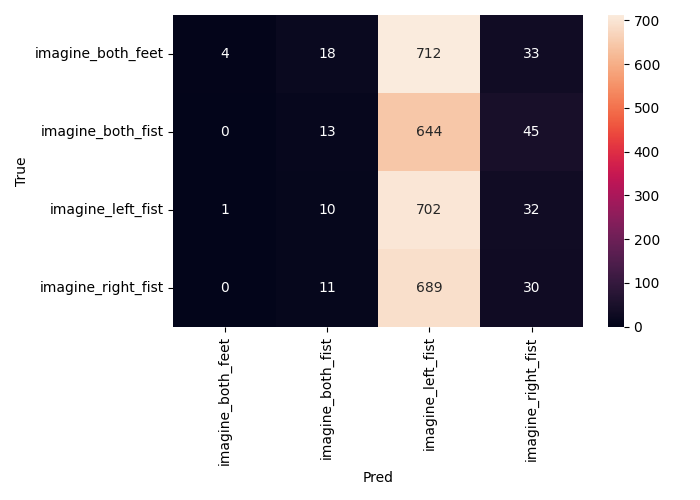 imagine_both_feet 4 18 712 33
imagine_both_fist 0 13 644 45
imagine_left_fist 1 10 702 32
imagine_right_fist 0 11 689 30
True
imagine_both_feet
imagine_both_fist
imagine_left_fist
imagine_right_fist
Pred
700
600
500
400
300
200
100
0